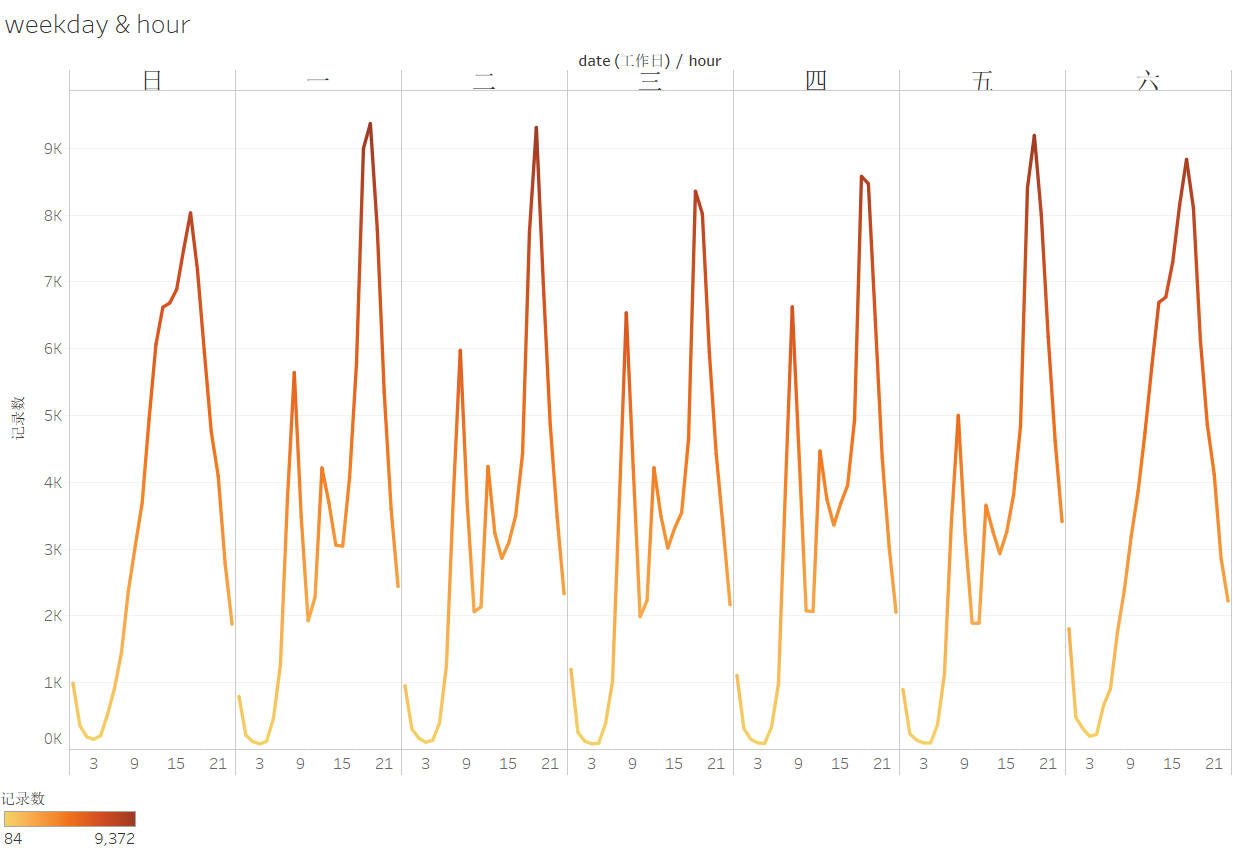 weekday & hour
date (工作日) / hour
日 一 二 三 四 五 六
9K
8K
7K
6K
5K
4K
3K
2K
1K
0K
记录数
3 9 15 21 3 9 15 21 3 9 15 21 3 9 15 21 3 9 15 21 3 9 15 21 3 9 15 21
记录数
84 9,372